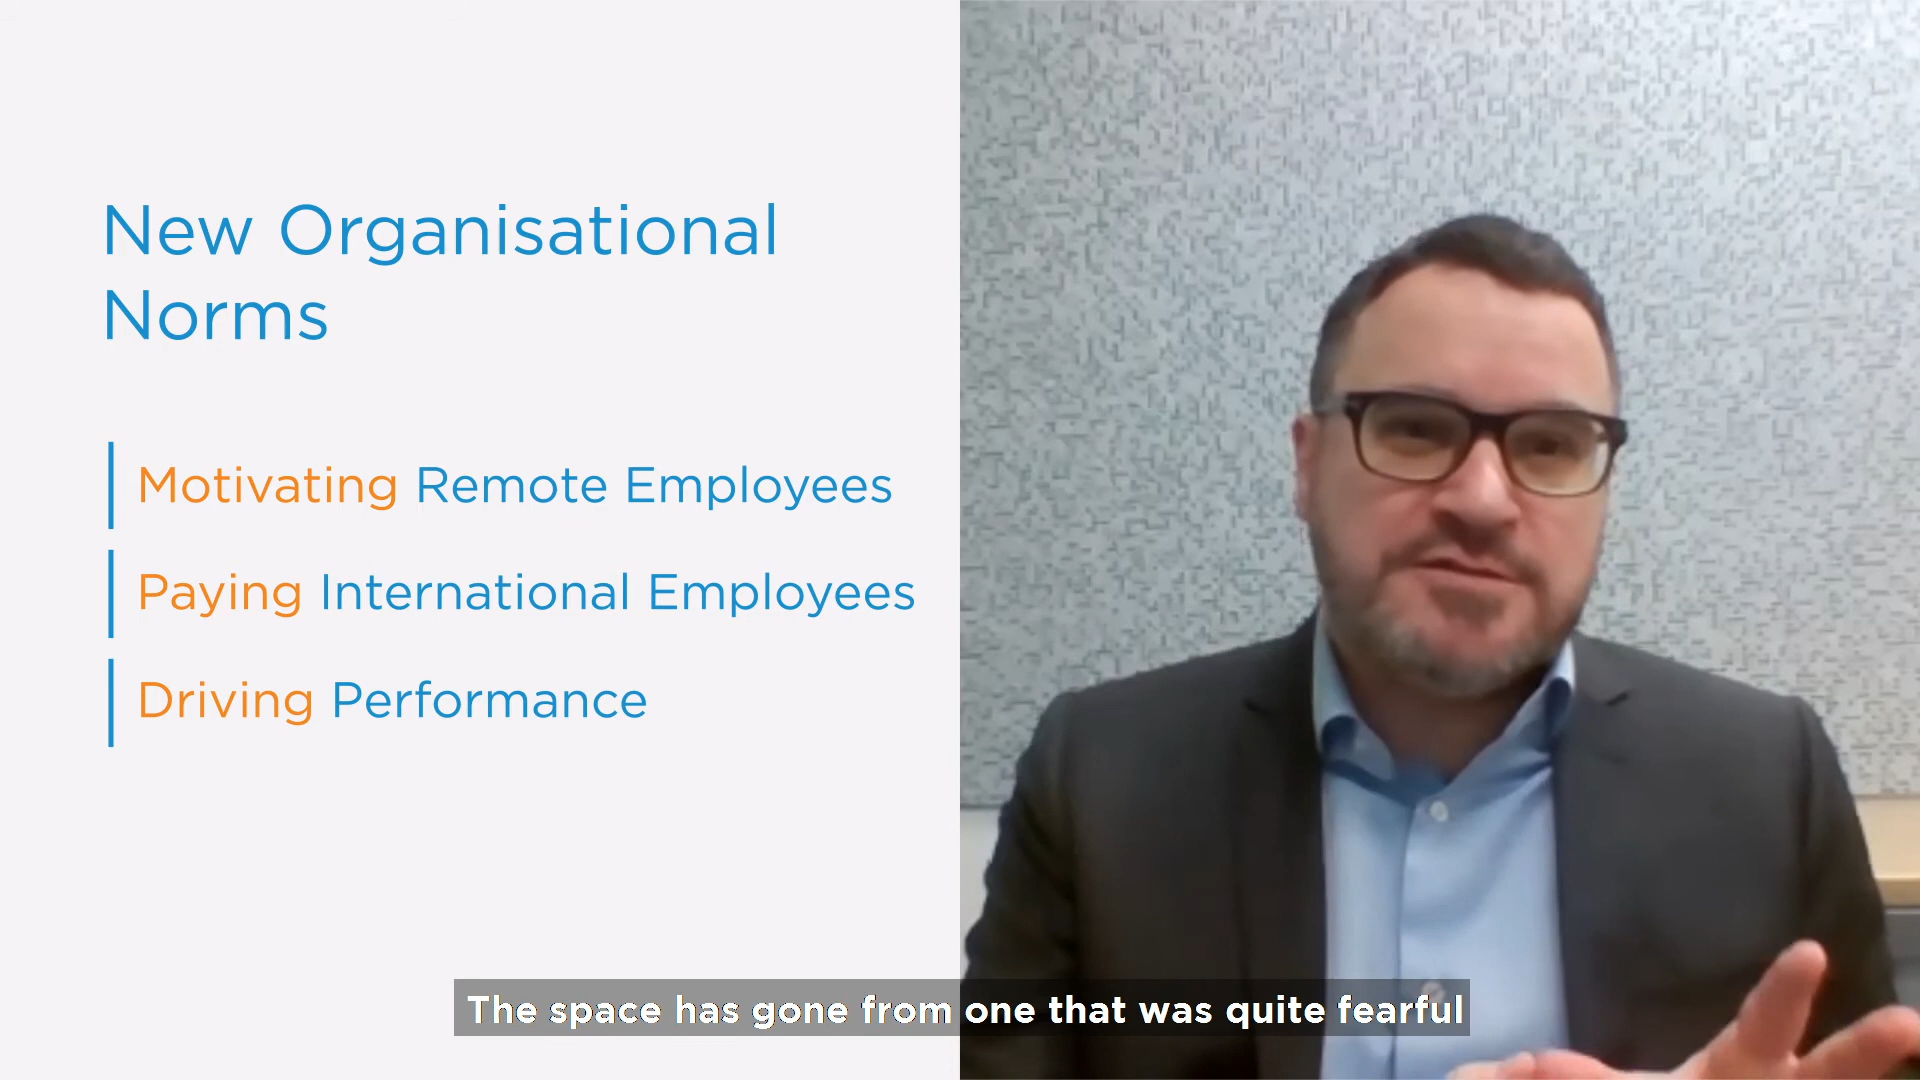 New Organisational
Norms
Motivating Remote Employees
Paying International Employees
Driving Performance
The space has gone from one that was quite fearful